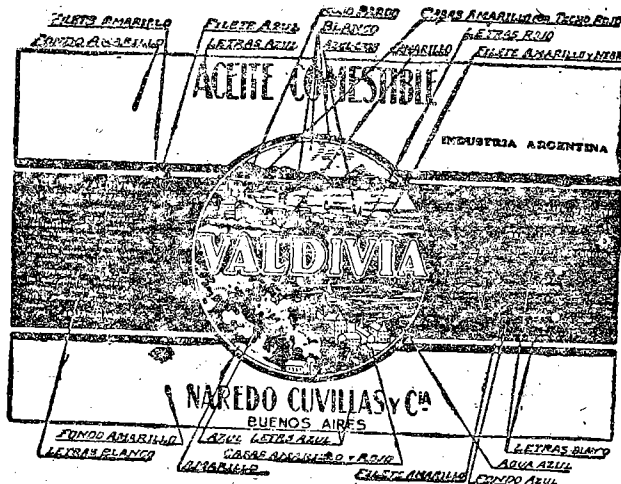 FILETE AMARILLO
FILETE AZUL
ROJO BARCO
CASAS AMARILLO CON TECHO ROJO
FONDO AMARILLO
LETRAS AZUL
BLANCO
AMARILLO
LETRAS ROJO
FILETE AMARILLO Y NEGRO
ACEITE COMESTIBLE
INDUSTRIA ARGENTINA
VALDIVIA
NAREDO CUVILLAS Y CIA
BUENOS AIRES
FONDO AMARILLO
AZUL LETRAS AZUL
LETRAS BLANCO
LETRAS BLANCO
AMARILLO
CASAS AMARILLO Y ROJO
AGUA AZUL
FILETE AMARILLO
FONDO AZUL